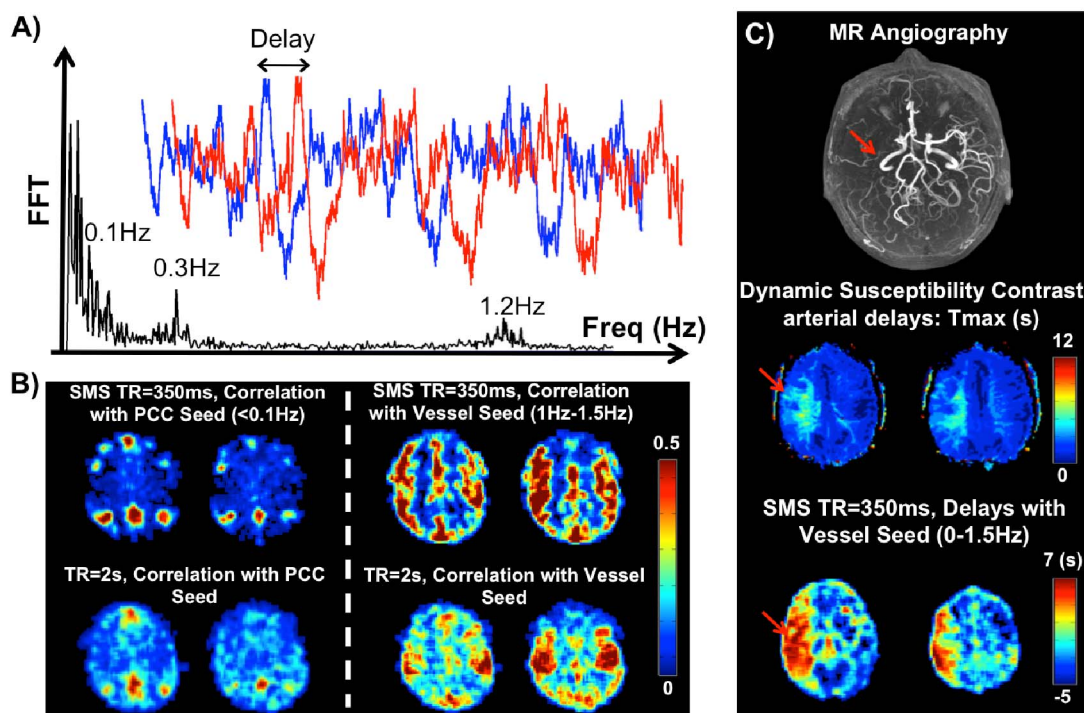 A)
Delay
FFT
0.1Hz
0.3Hz
1.2Hz
Freq (Hz)
B)
SMS TR=350ms, Correlation
with PCC Seed (<0.1Hz)
SMS TR=350ms, Correlation
with Vessel Seed (1Hz-1.5Hz)
0.5
TR=2s, Correlation with PCC
Seed
TR=2s, Correlation with Vessel
Seed
0
C)
MR Angiography
Dynamic Susceptibility Contrast
arterial delays: Tmax (s)
12
0
SMS TR=350ms, Delays with
Vessel Seed (0-1.5Hz)
7 (s)
-5